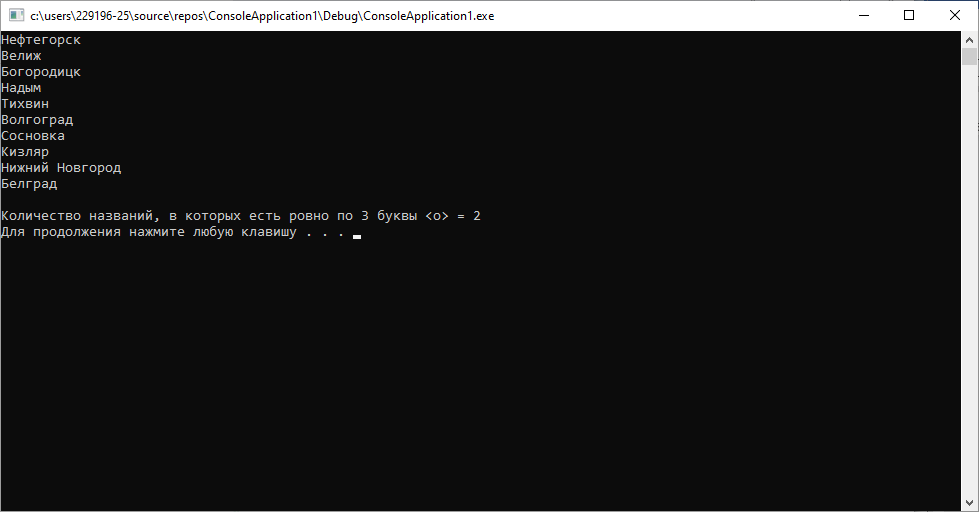 c:\users\229196-25\source\repos\ConsoleApplication1\Debug\ConsoleApplication1.exe
Нефтегорск
Велиж
Богородицк
Надым
Тихвин
Волгоград
Сосновка
Кизляр
Нижний Новгород
Белград
Количество названий, в которых есть ровно по 3 буквы <о> = 2
Для продолжения нажмите любую клавишу . . .